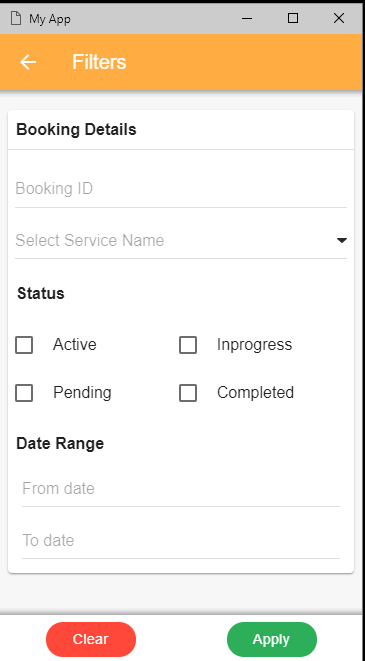 My App
Filters
Booking Details
Booking ID
Select Service Name
Status
Active Inprogress
Pending Completed
Date Range
From date
To date
Clear Apply